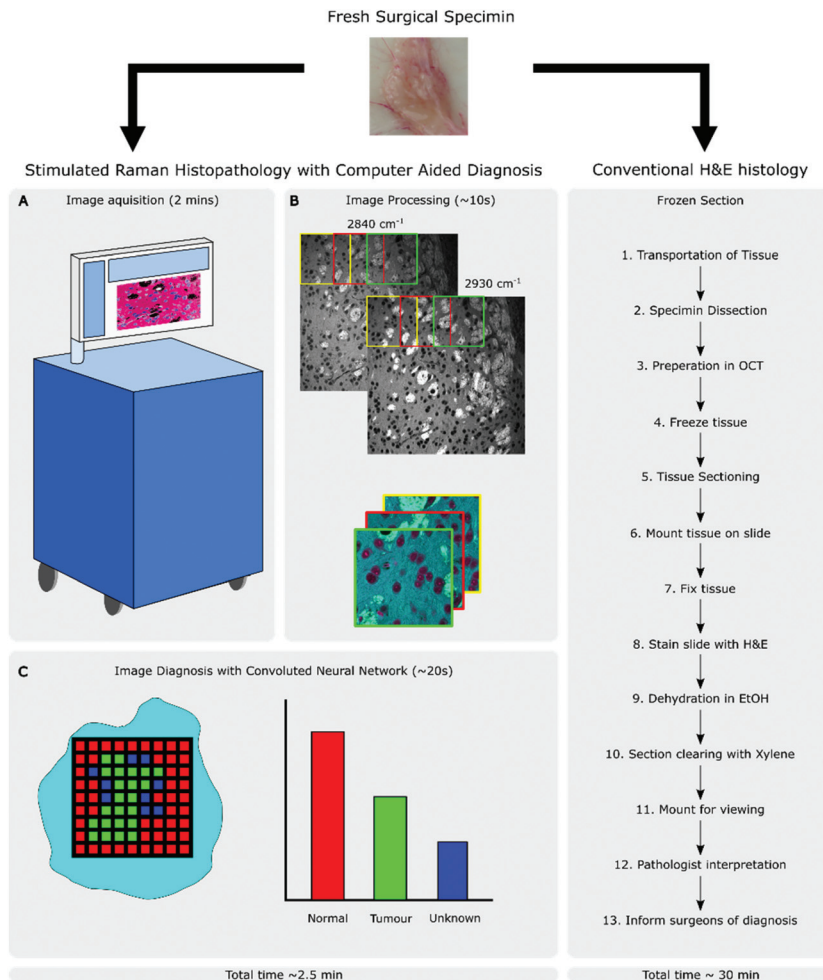 Fresh Surgical Specimin
Stimulated Raman Histopathology with Computer Aided Diagnosis
Conventional H&E histology
A Image aquisition (2 mins)
B Image Processing (~10s)
2840 cm⁻¹
2930 cm⁻¹
C Image Diagnosis with Convoluted Neural Network (~20s)
Normal Tumour Unknown
Total time ~2.5 min
Frozen Section
1. Transportation of Tissue
2. Specimin Dissection
3. Preperation in OCT
4. Freeze tissue
5. Tissue Sectioning
6. Mount tissue on slide
7. Fix tissue
8. Stain slide with H&E
9. Dehydration in EtOH
10. Section clearing with Xylene
11. Mount for viewing
12. Pathologist interpretation
13. Inform surgeons of diagnosis
Total time ~ 30 min